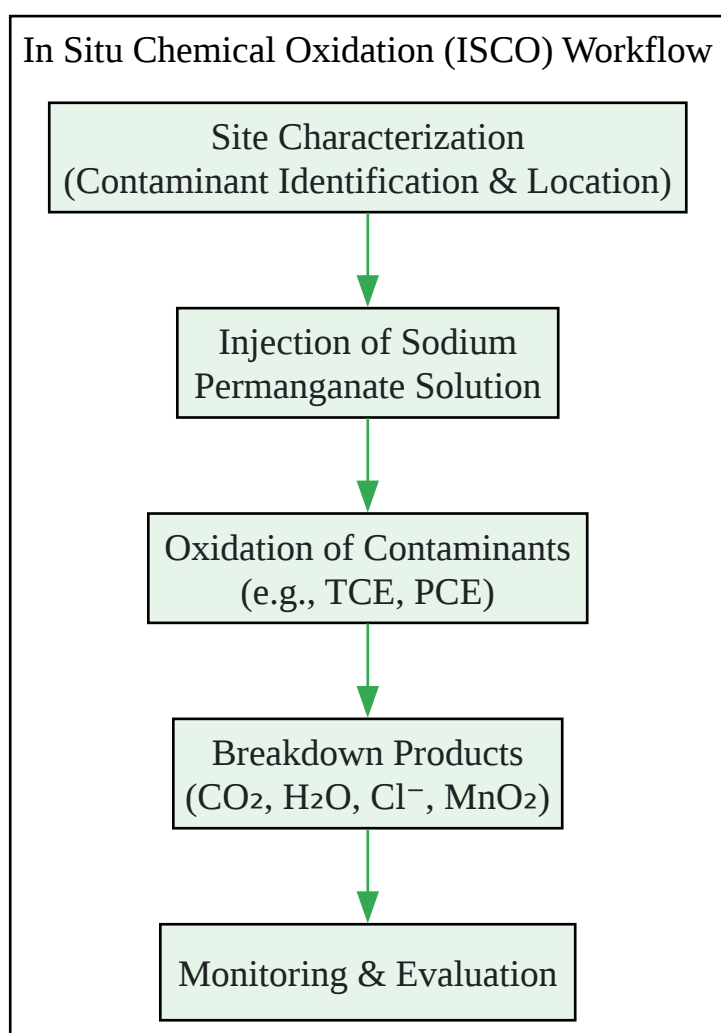 In Situ Chemical Oxidation (ISCO) Workflow
Site Characterization
(Contaminant Identification & Location)
Injection of Sodium
Permanganate Solution
Oxidation of Contaminants
(e.g., TCE, PCE)
Breakdown Products
(CO₂, H₂O, Cl⁻, MnO₂)
Monitoring & Evaluation